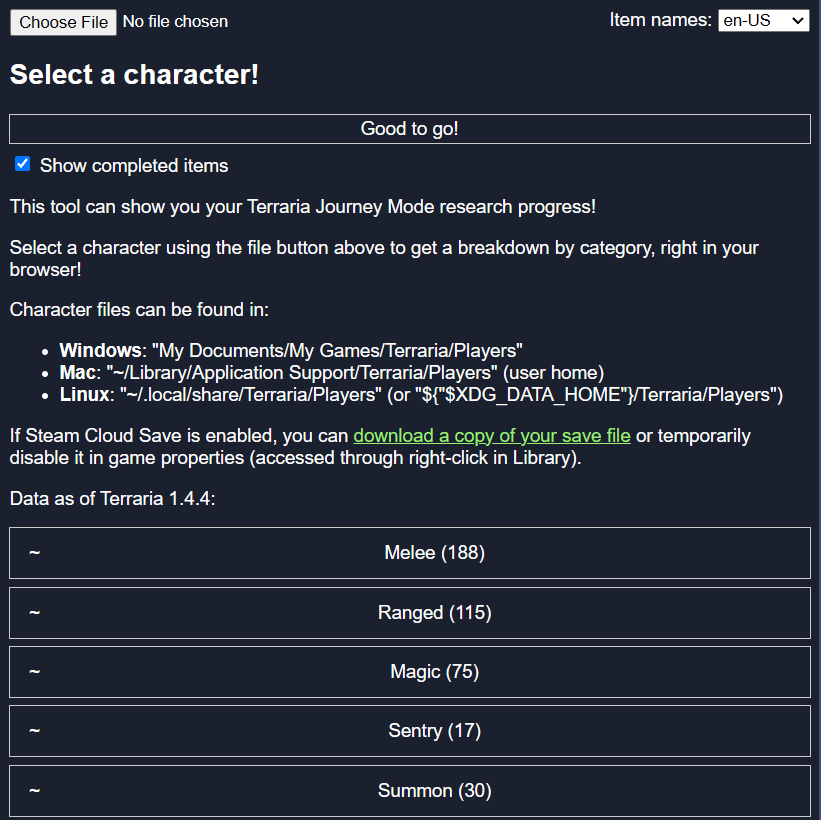 Choose File No file chosen Item names: en-US
Select a character!
Good to go!
Show completed items
This tool can show you your Terraria Journey Mode research progress!
Select a character using the file button above to get a breakdown by category, right in your
browser!
Character files can be found in:
• Windows: "My Documents/My Games/Terraria/Players"
• Mac: "~/Library/Application Support/Terraria/Players" (user home)
• Linux: "~/.local/share/Terraria/Players" (or "${"$XDG_DATA_HOME"}/Terraria/Players")
If Steam Cloud Save is enabled, you can download a copy of your save file or temporarily
disable it in game properties (accessed through right-click in Library).
Data as of Terraria 1.4.4:
~ Melee (188)
~ Ranged (115)
~ Magic (75)
~ Sentry (17)
~ Summon (30)